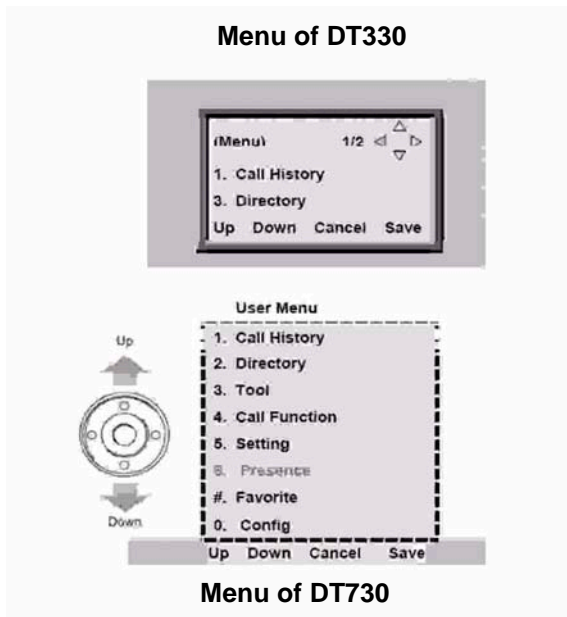 Menu of DT330
(Menu) 1/2
1. Call History
3. Directory
Up Down Cancel Save
User Menu
Up
1. Call History
2. Directory
3. Tool
4. Call Function
5. Setting
6. Presence
#. Favorite
0. Config
Down
Up Down Cancel Save
Menu of DT730